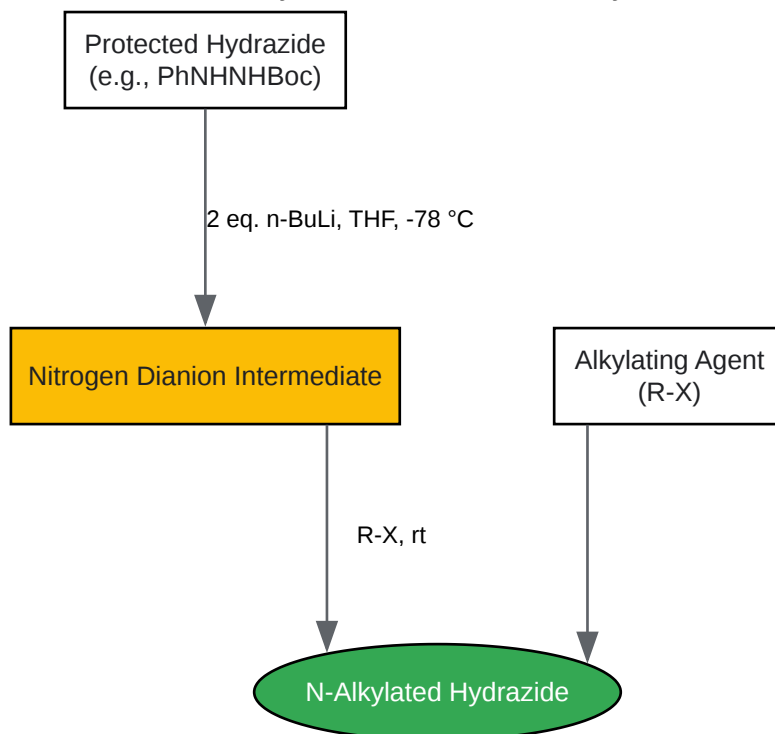 Protected Hydrazide
(e.g., PhNHNHBoc)
2 eq. n-BuLi, THF, -78 °C
Nitrogen Dianion Intermediate
Alkylating Agent
(R-X)
R-X, rt
N-Alkylated Hydrazide